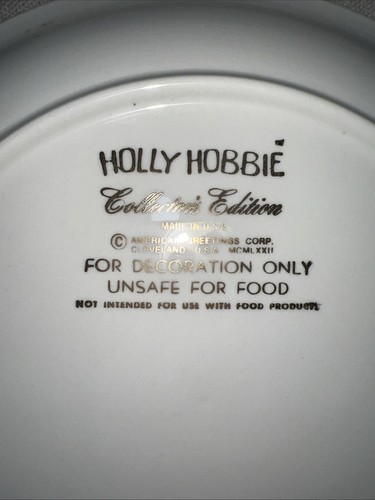 HOLLY HOBBIE
Collector's Edition
MADE IN U.S.A.
© AMERICAN GREETINGS CORP.
CLEVELAND, U.S.A. MCMLXXII
FOR DECORATION ONLY
UNSAFE FOR FOOD
NOT INTENDED FOR USE WITH FOOD PRODUCTS